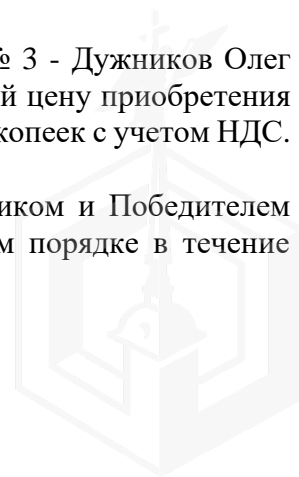 № 3 - Дужников Олег
й цену приобретения
копеек с учетом НДС.
иком и Победителем
м порядке в течение